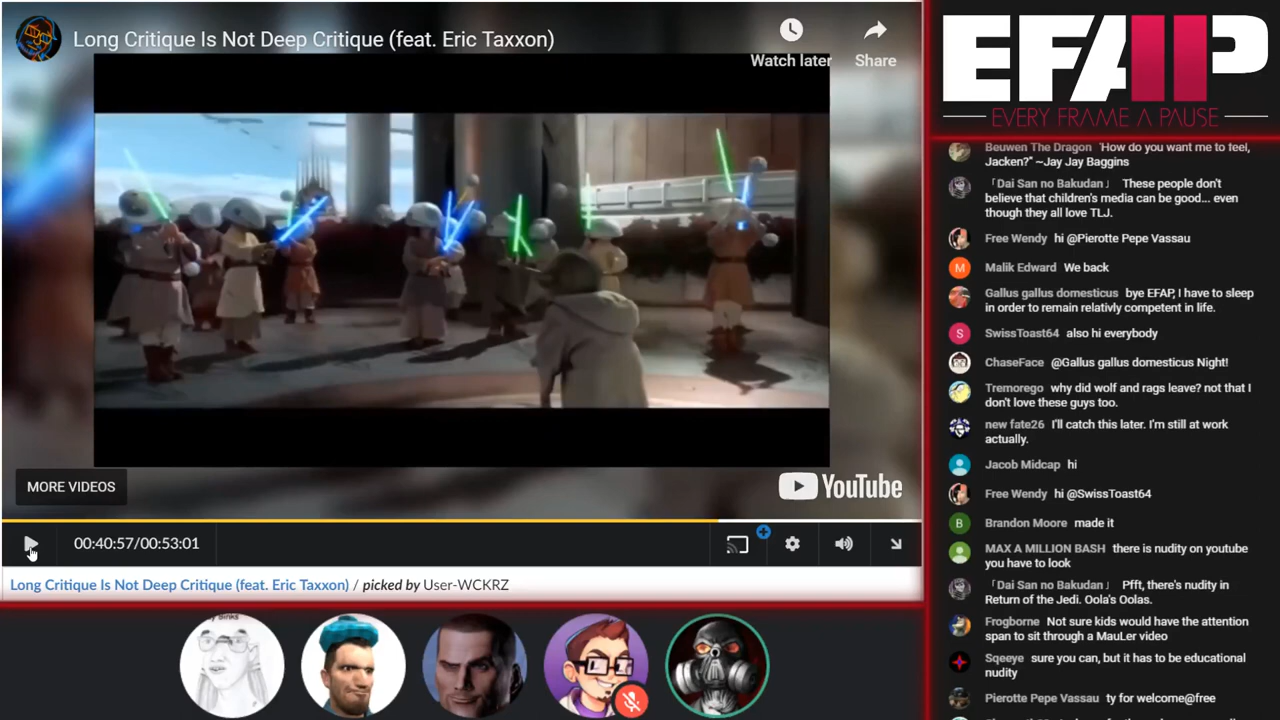 Long Critique Is Not Deep Critique (feat. Eric Taxxon)
Watch later
Share
MORE VIDEOS
YouTube
00:40:57/00:53:01
Long Critique Is Not Deep Critique (feat. Eric Taxxon) / picked by User-WCKRZ
EFAP
EVERY FRAME A PAUSE
Beuwen The Dragon 'How do you want me to feel,
Jacken?" ~Jay Jay Baggins
「Dai San no Bakudan」 These people don't
believe that children's media can be good... even
though they all love TLJ.
Free Wendy hi @Pierotte Pepe Vassau
M
Malik Edward We back
Gallus gallus domesticus bye EFAP, I have to sleep
in order to remain relativly competent in life.
S
SwissToast64 also hi everybody
ChaseFace @Gallus gallus domesticus Night!
Tremorego why did wolf and rags leave? not that I
don't love these guys too.
new fate26 I'll catch this later. I'm still at work
actually.
Jacob Midcap hi
Free Wendy hi @SwissToast64
B
Brandon Moore made it
MAX A MILLION BASH there is nudity on youtube
you have to look
「Dai San no Bakudan」 Pfft, there's nudity in
Return of the Jedi. Oola's Oolas.
Frogborne Not sure kids would have the attention
span to sit through a MauLer video
Sqeeye sure you can, but it has to be educational
nudity
Pierotte Pepe Vassau ty for welcome@free